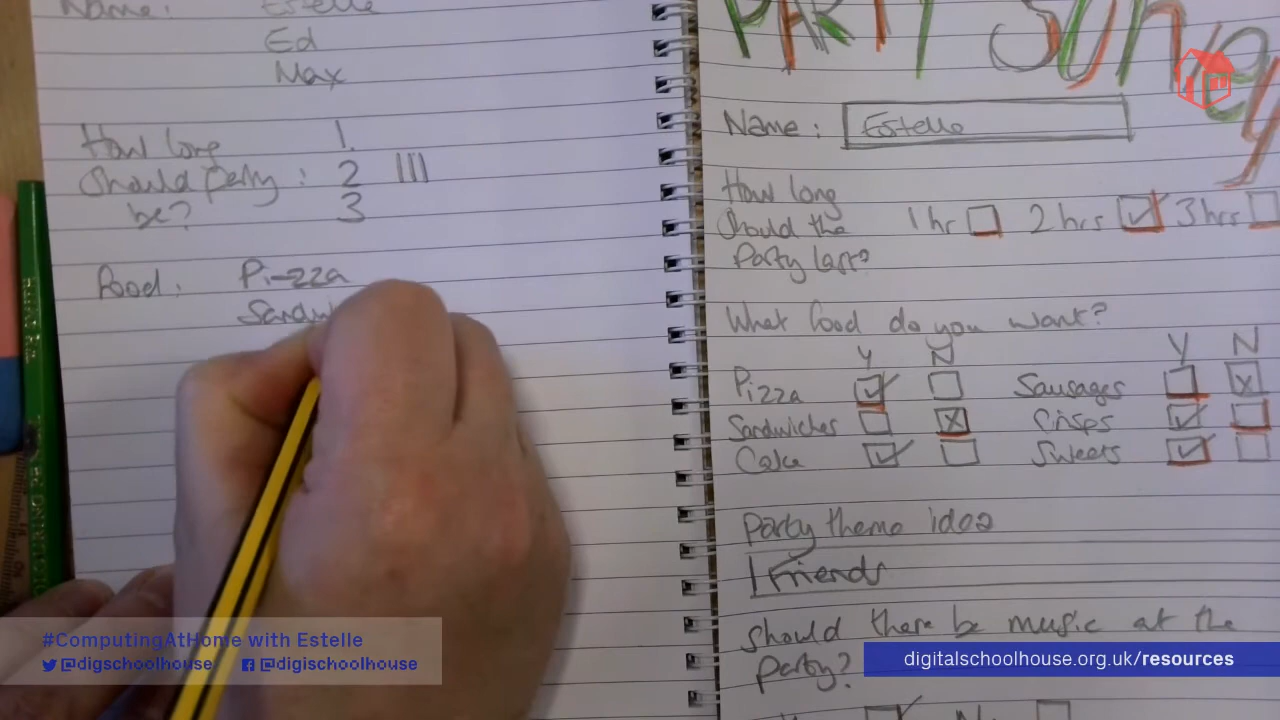 Name: Estelle
Ed
Max
How long 1.
Should party : 2 |||
be? 3
Food: Pizza
PARTY SURVEY
Name: Estelle
How long
Should the 1 hr 2 hrs 3 hrs
Party last?
What food do you want?
Y N Y N
Pizza Sausages
Sandwiches Crisps
Cake Sweets
Party theme idea
Friends
Should there be music at the
party?
#ComputingAtHome with Estelle
@digschoolhouse @digischoolhouse
digitalschoolhouse.org.uk/resources